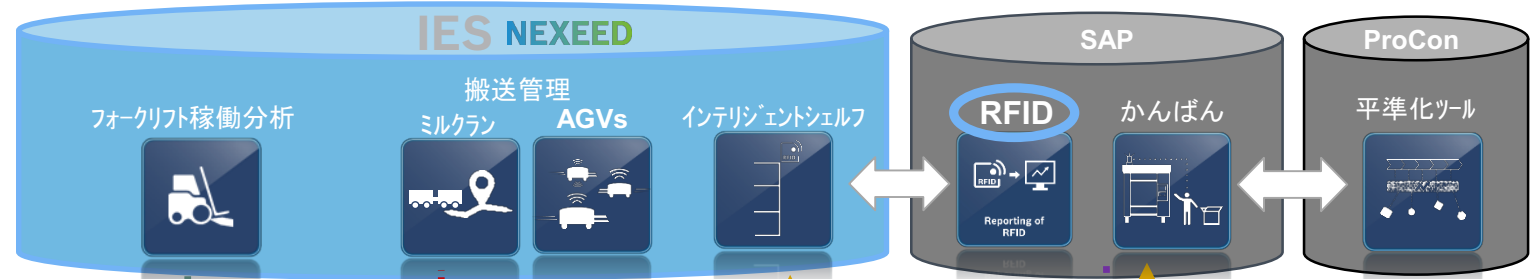 IES NEXEED
搬送管理
フォークリフト稼働分析
ミルクラン
AGVs
インテリジェントシェルフ
RFID
SAP
RFID
かんばん
RFID
Reporting of
RFID
ProCon
平準化ツール